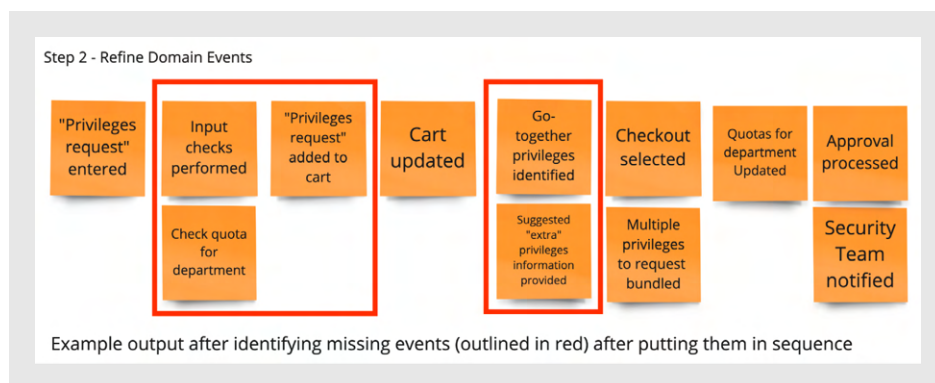 Step 2 - Refine Domain Events
"Privileges
request"
entered
Input
checks
performed
"Privileges
request"
added to
cart
Cart
updated
Go-
together
privileges
identified
Checkout
selected
Quotas for
department
Updated
Approval
processed
Check quota
for
department
Suggested
"extra"
privileges
information
provided
Multiple
privileges
to request
bundled
Security
Team
notified
Example output after identifying missing events (outlined in red) after putting them in sequence